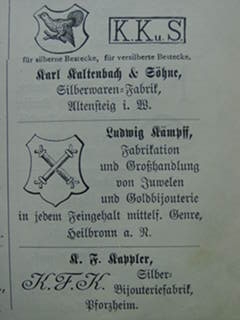 K.K.u.S.
für silberne Bestecke, für versilberte Bestecke.
Karl Kaltenbach & Söhne,
Silberwaren-Fabrik,
Altensteig i. W.
Ludwig Kämpff,
Fabrikation
und Großhandlung
von Juwelen
und Goldbijouterie
in jedem Feingehalt mittels. Genre,
Heilbronn a. N.
K. F. Kappler,
K.F.K Silber-
Bijouteriefabrik,
Pforzheim.